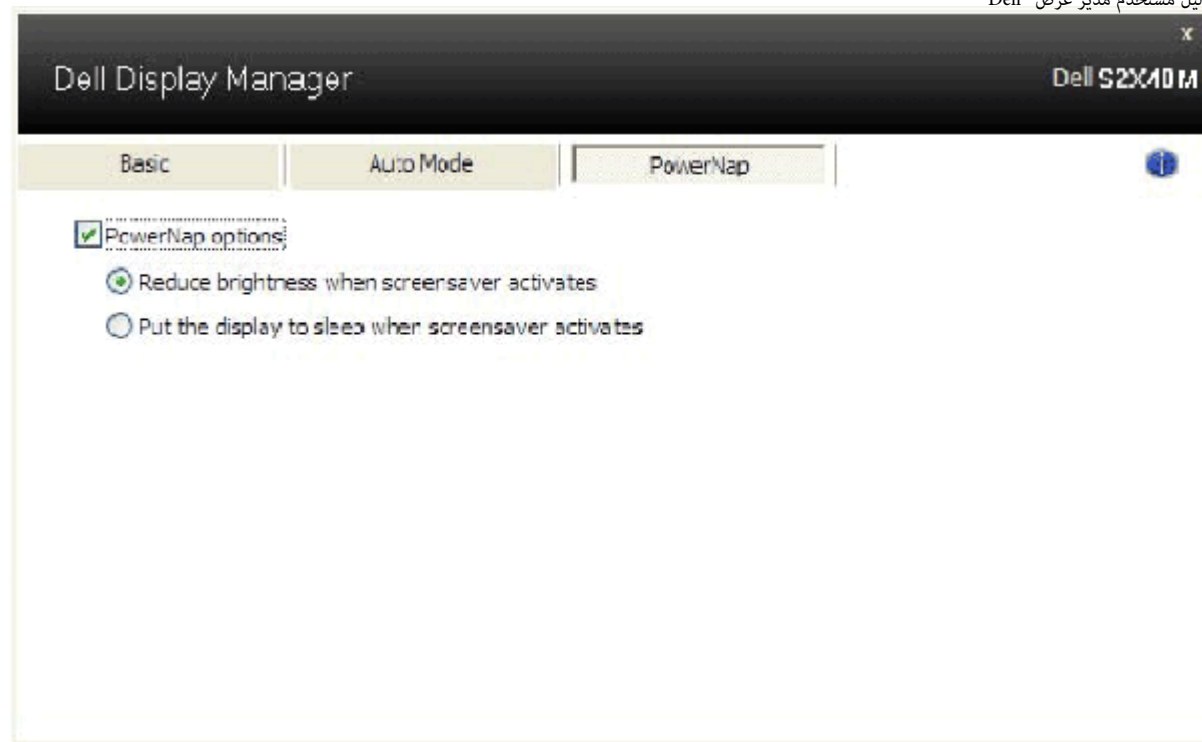 دليل مستخدم مدير عرض Dell
x
Dell Display Manager
Dell S2X40M
Basic
Auto Mode
PowerNap
PowerNap options
Reduce brightness when screensaver activates
Put the display to sleep when screensaver activates